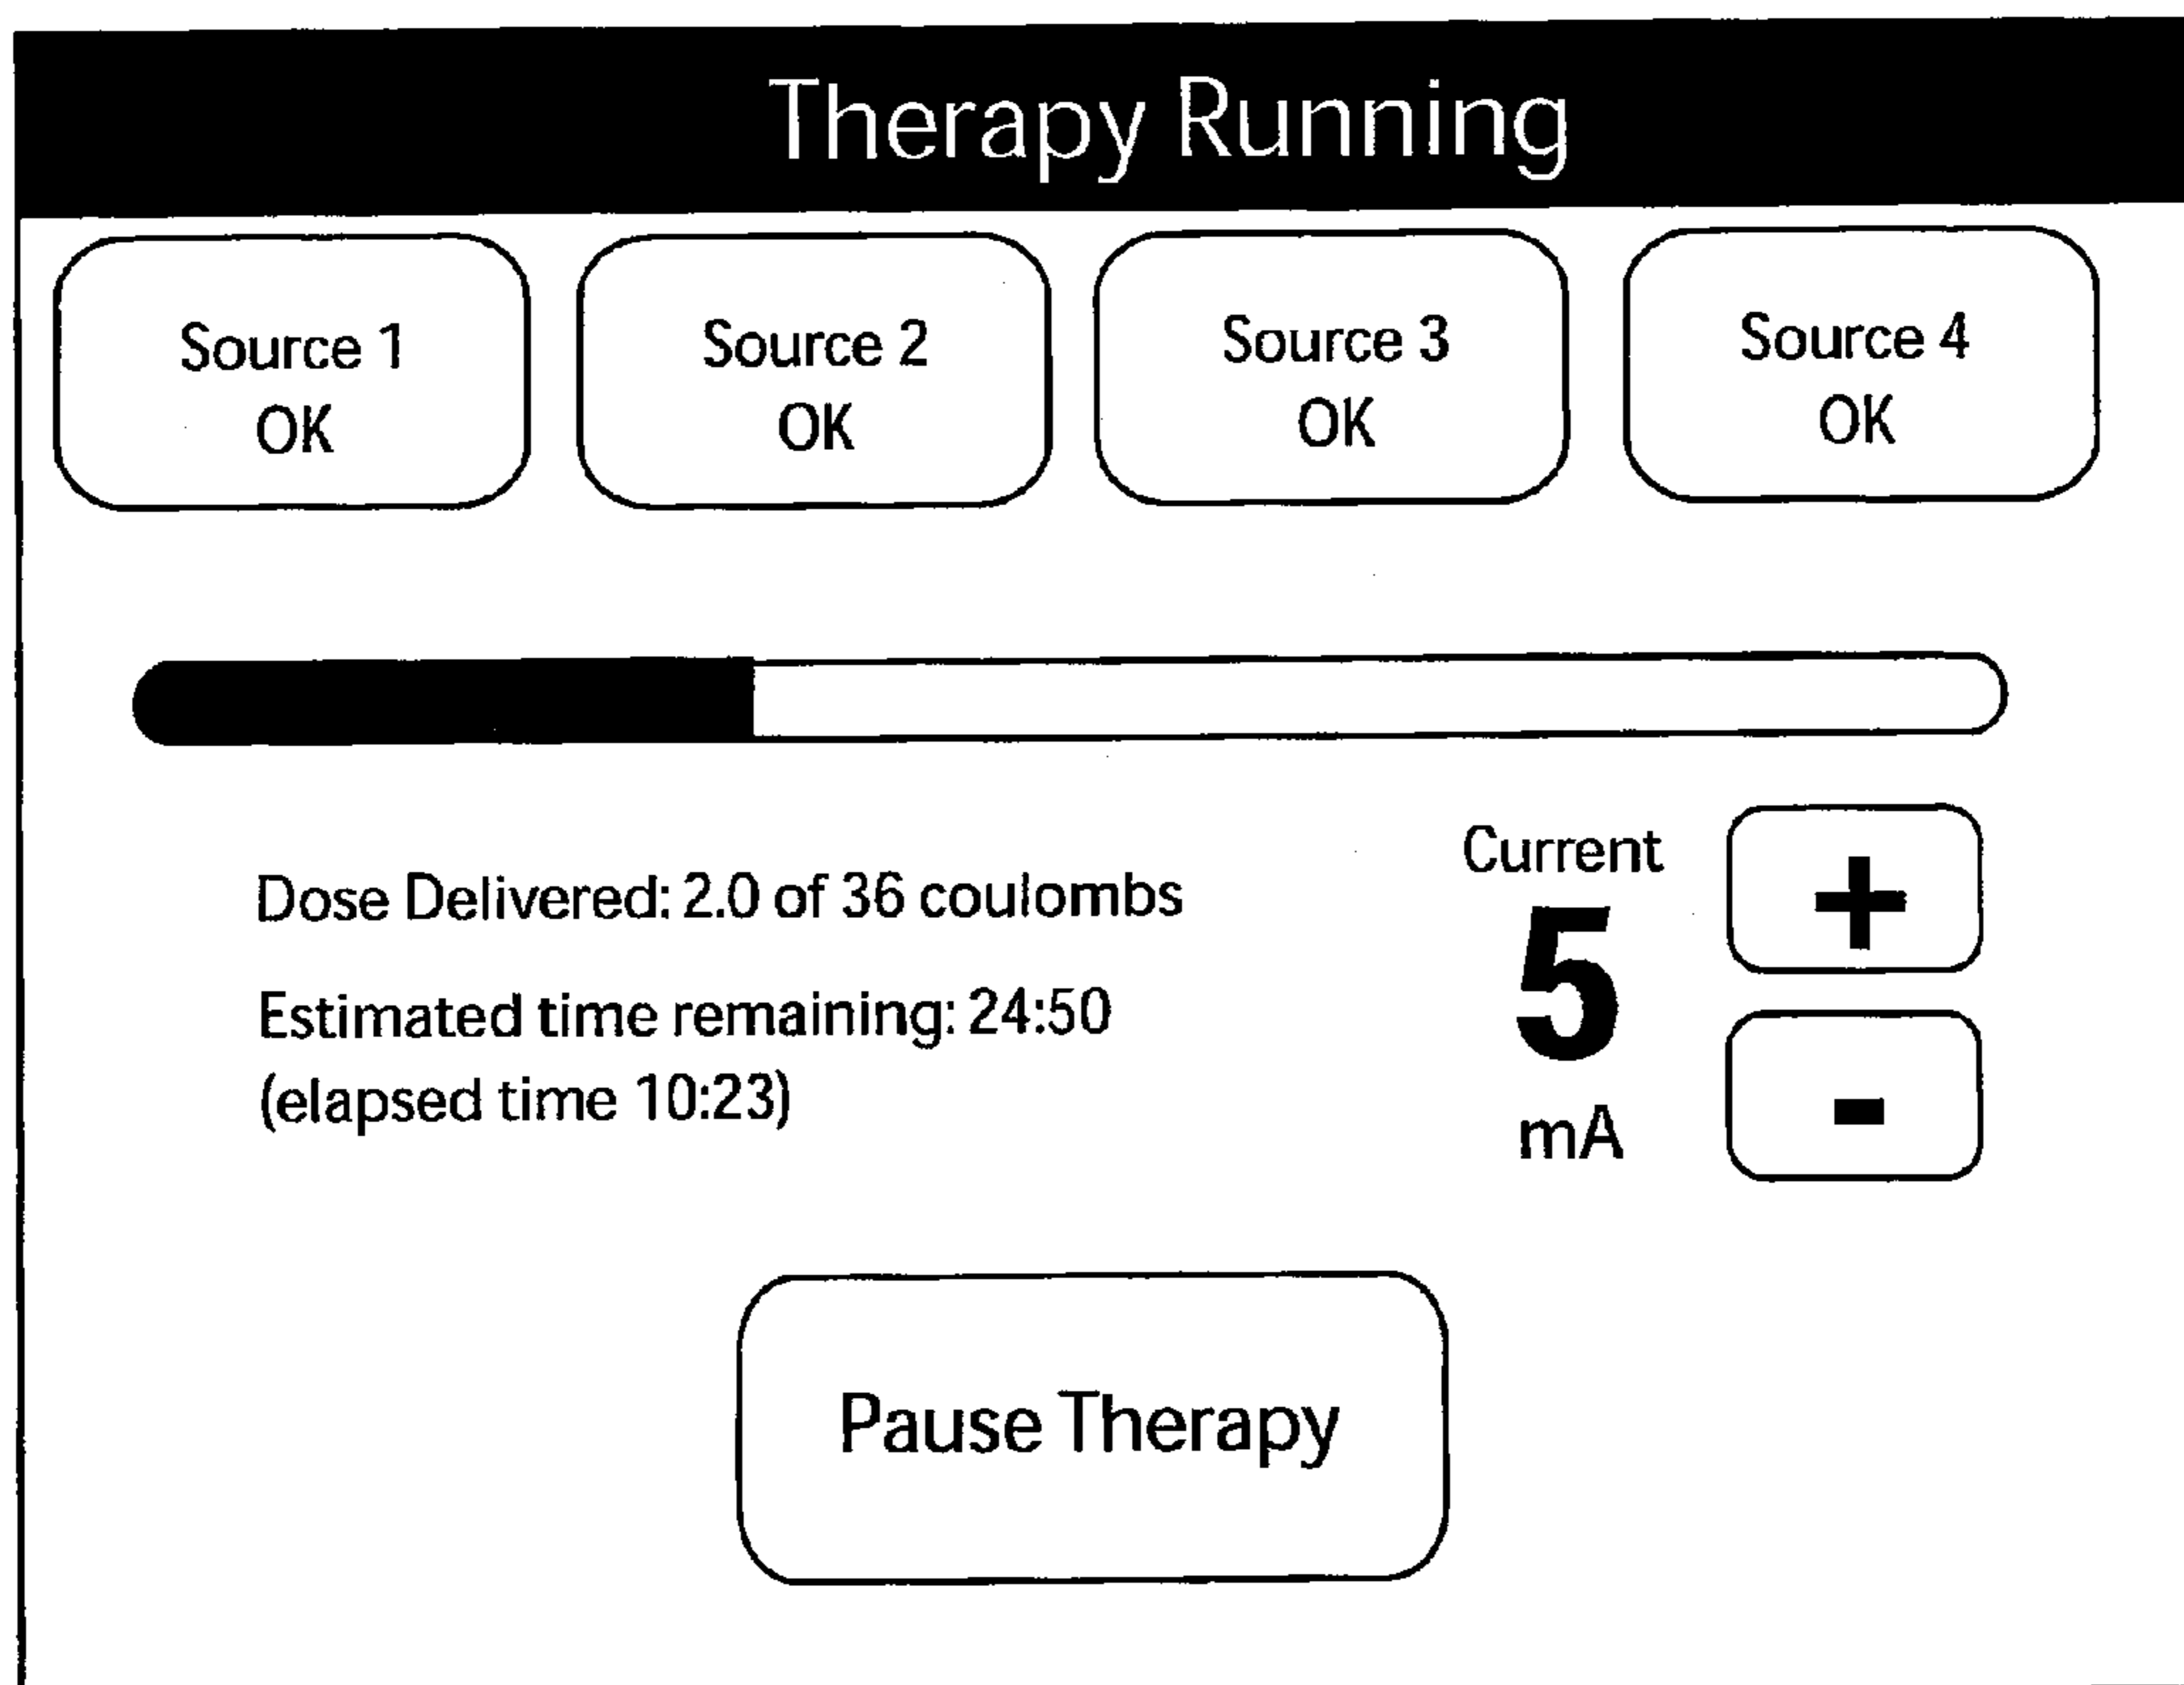 Therapy Running
Source 1
OK
Source 2
OK
Source 3
OK
Source 4
OK
Dose Delivered: 2.0 of 36 coulombs
Estimated time remaining: 24:50
(elapsed time 10:23)
Current
5
mA
+
-
Pause Therapy